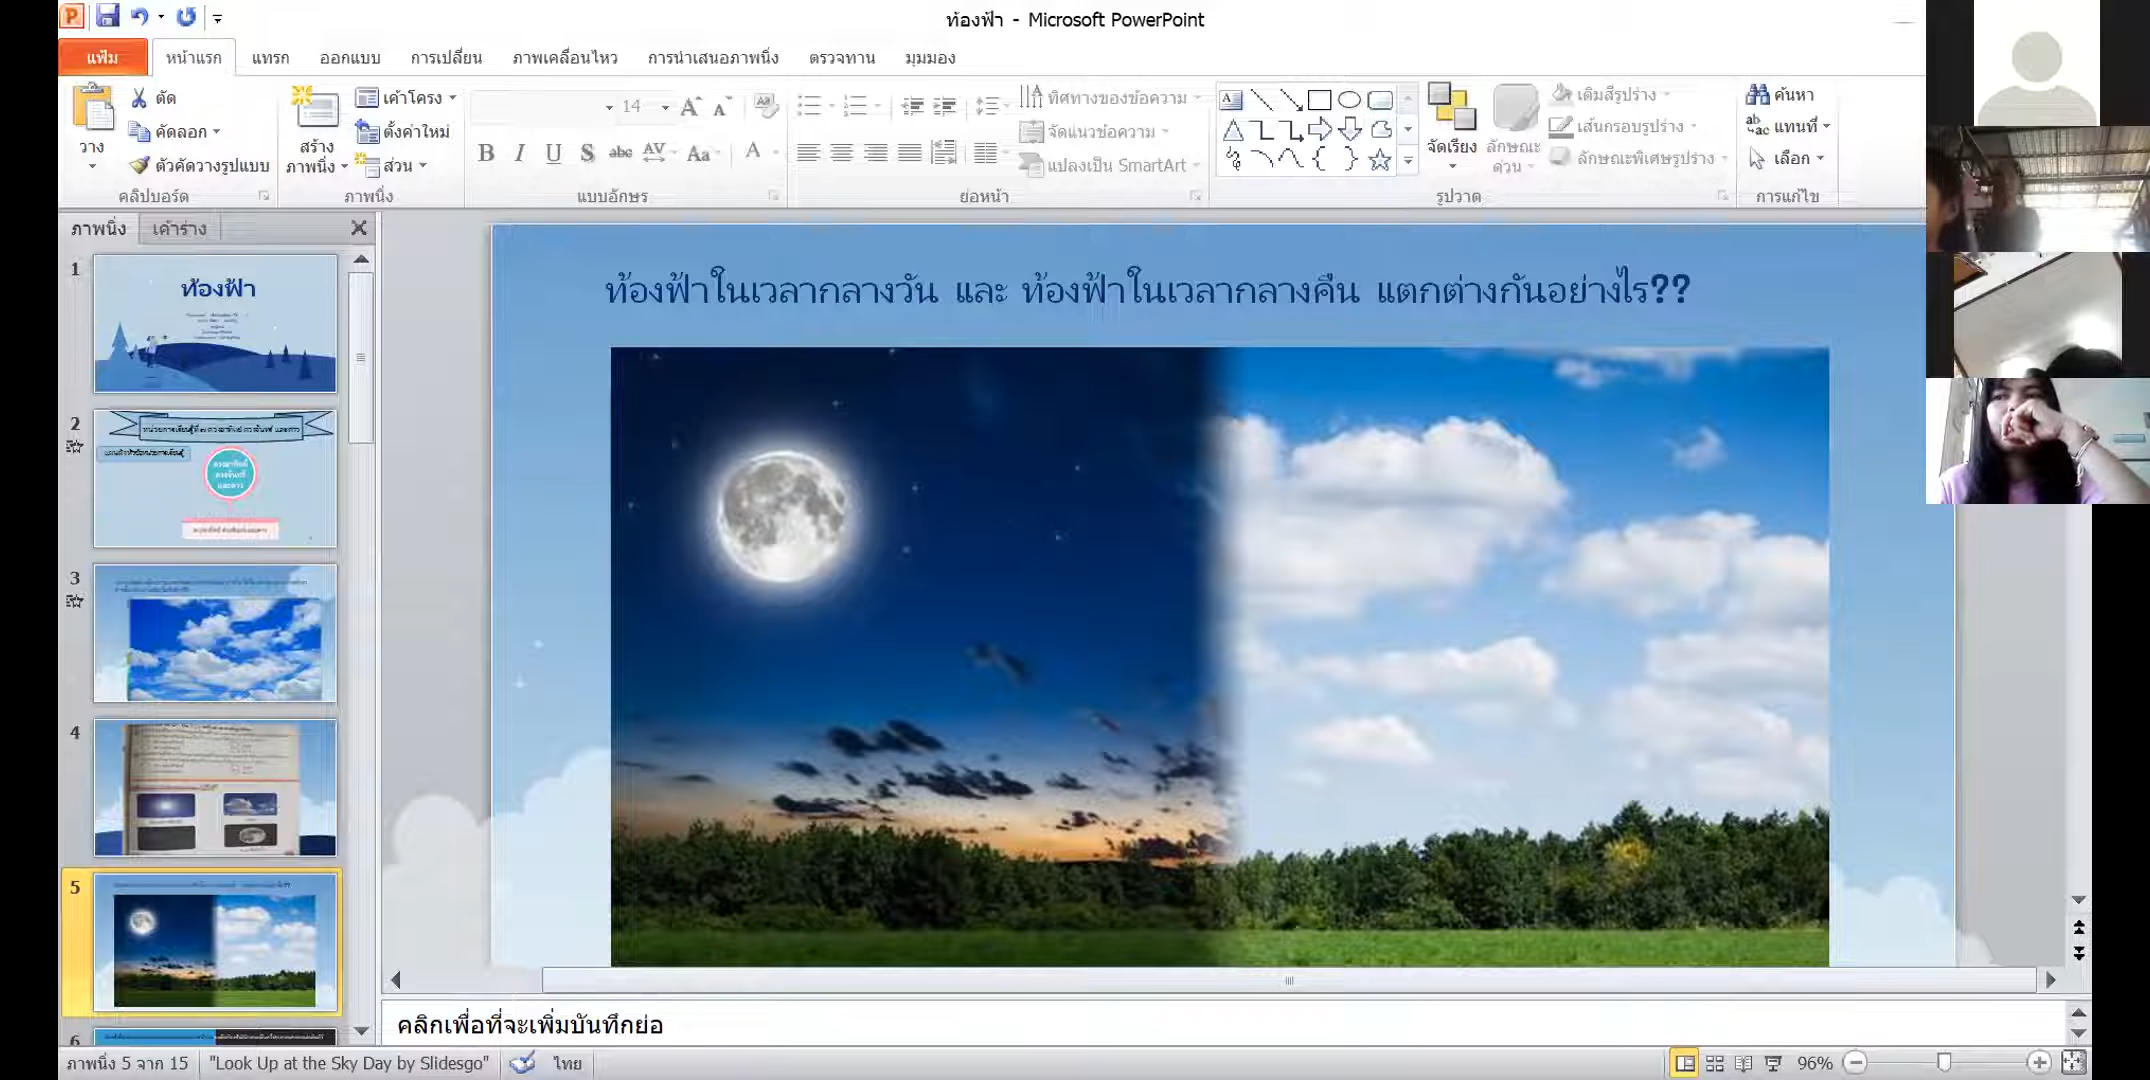 ท้องฟ้า - Microsoft PowerPoint
แฟ้ม หน้าแรก แทรก ออกแบบ การเปลี่ยน ภาพเคลื่อนไหว การนำเสนอภาพนิ่ง ตรวจทาน มุมมอง
วาง
ตัด
คัดลอก
ตัวคัดวางรูปแบบ
คลิปบอร์ด
สร้าง
ภาพนิ่ง
เค้าโครง
ตั้งค่าใหม่
ส่วน
ภาพนิ่ง
14
แบบอักษร
ทิศทางของข้อความ
จัดแนวข้อความ
แปลงเป็น SmartArt
ย่อหน้า
จัดเรียง
ลักษณะ
ด่วน
เติมสีรูปร่าง
เส้นกรอบรูปร่าง
ลักษณะพิเศษรูปร่าง
รูปวาด
ค้นหา
แทนที่
เลือก
การแก้ไข
ภาพนิ่ง เค้าร่าง
1
ท้องฟ้า
2
3
4
5
6
ท้องฟ้าในเวลากลางวัน และ ท้องฟ้าในเวลากลางคืน แตกต่างกันอย่างไร??
คลิกเพื่อที่จะเพิ่มบันทึกย่อ
ภาพนิ่ง 5 จาก 15 "Look Up at the Sky Day by Slidesgo" ไทย 96%